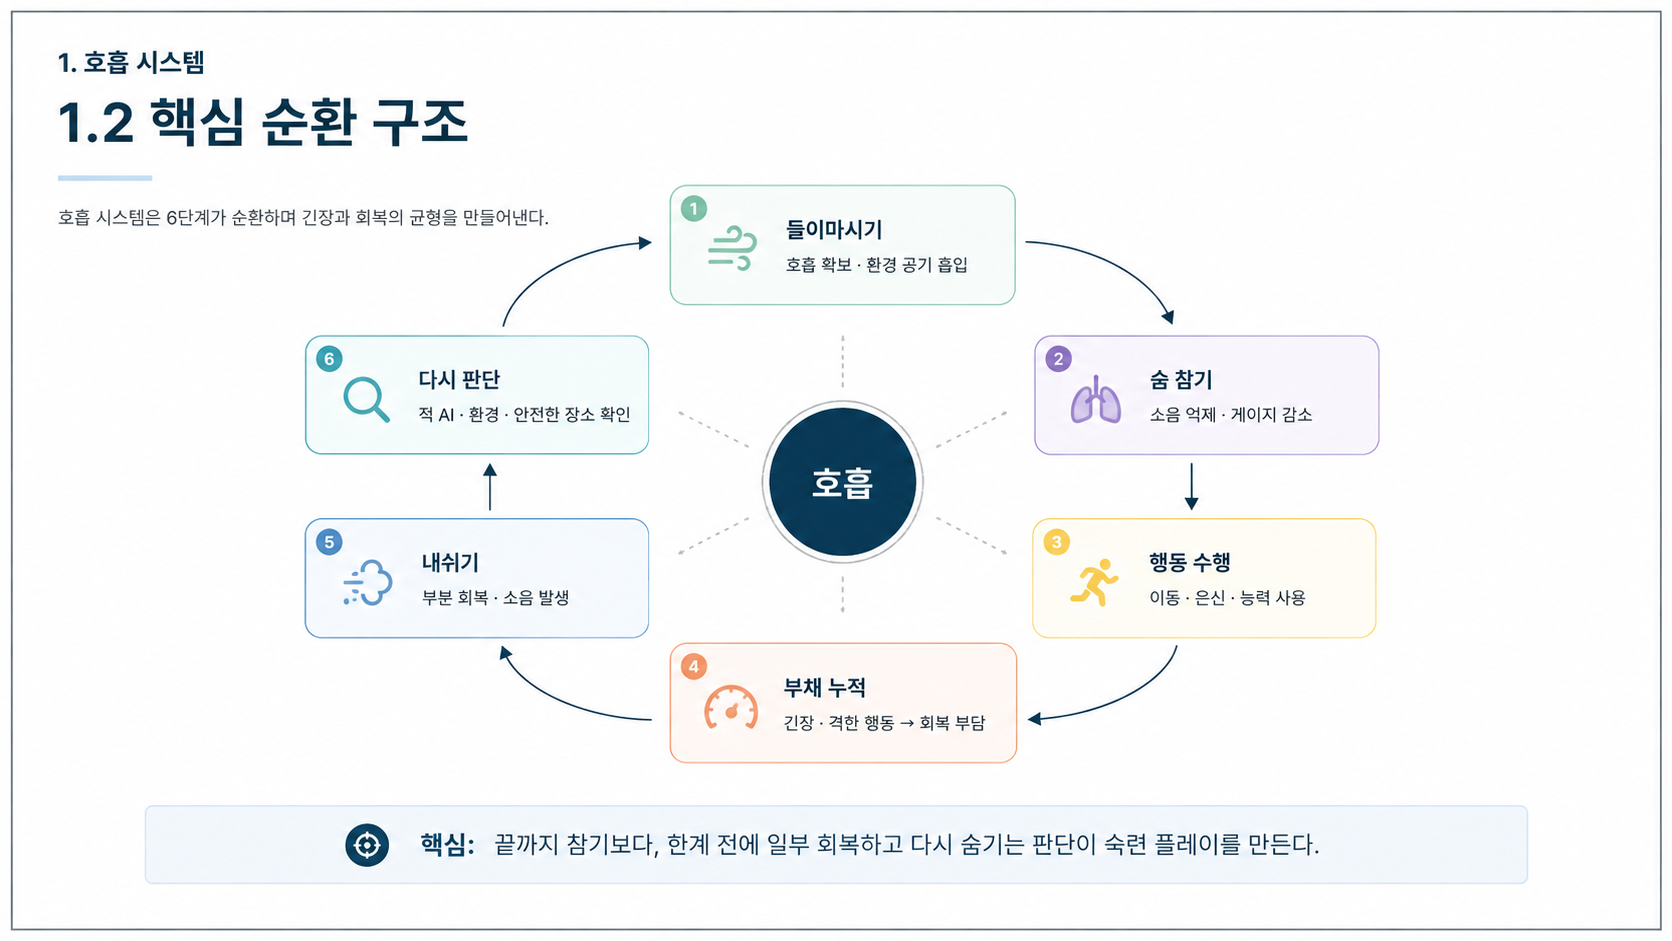 1. 호흡 시스템
1.2 핵심 순환 구조
호흡 시스템은 6단계가 순환하며 긴장과 회복의 균형을 만들어낸다.
1
들이마시기
호흡 확보 · 환경 공기 흡입
2
숨 참기
소음 억제 · 게이지 감소
3
행동 수행
이동 · 은신 · 능력 사용
4
부채 누적
긴장 · 격한 행동 → 회복 부담
5
내쉬기
부분 회복 · 소음 발생
6
다시 판단
적 AI · 환경 · 안전한 장소 확인
호흡
핵심: 끝까지 참기보다, 한계 전에 일부 회복하고 다시 숨기는 판단이 숙련 플레이를 만든다.